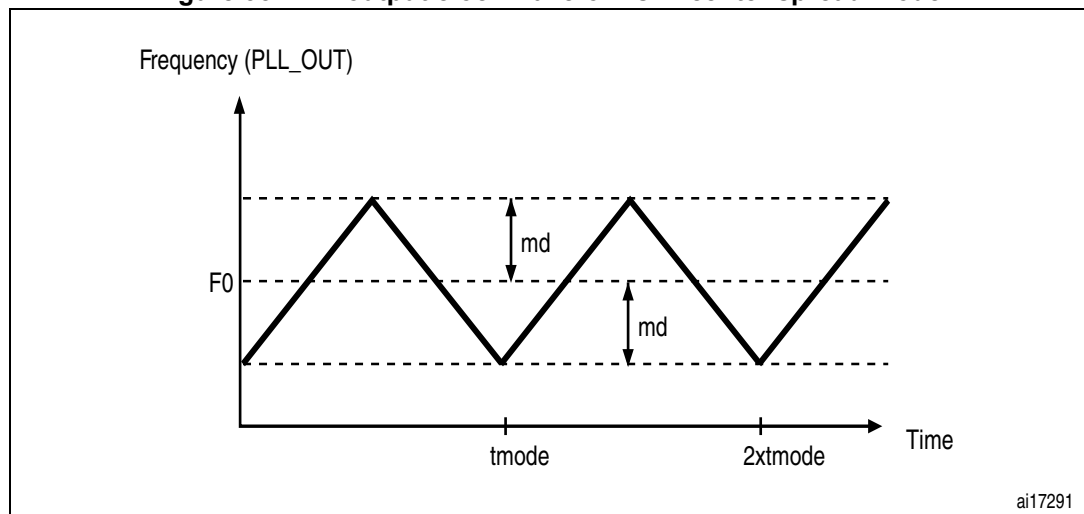 Frequency (PLL_OUT)
md
F0
md
tmode
2xtmode
Time
ai17291